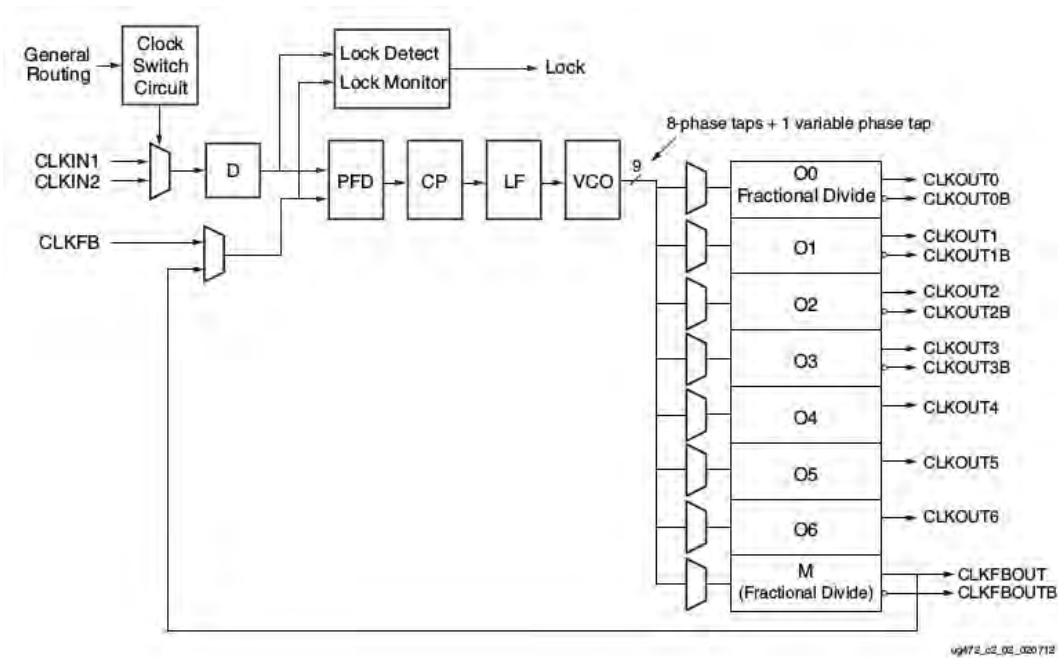 General
Routing
Clock
Switch
Circuit
Lock Detect
Lock Monitor
Lock
8-phase taps + 1 variable phase tap
CLKIN1
CLKIN2
D
PFD
CP
LF
VCO
9
CLKFB
O0
Fractional Divide
CLKOUT0
CLKOUT0B
O1
CLKOUT1
CLKOUT1B
O2
CLKOUT2
CLKOUT2B
O3
CLKOUT3
CLKOUT3B
O4
CLKOUT4
O5
CLKOUT5
O6
CLKOUT6
M
(Fractional Divide)
CLKFBOUT
CLKFBOUTB
ug472_c2_02_020712